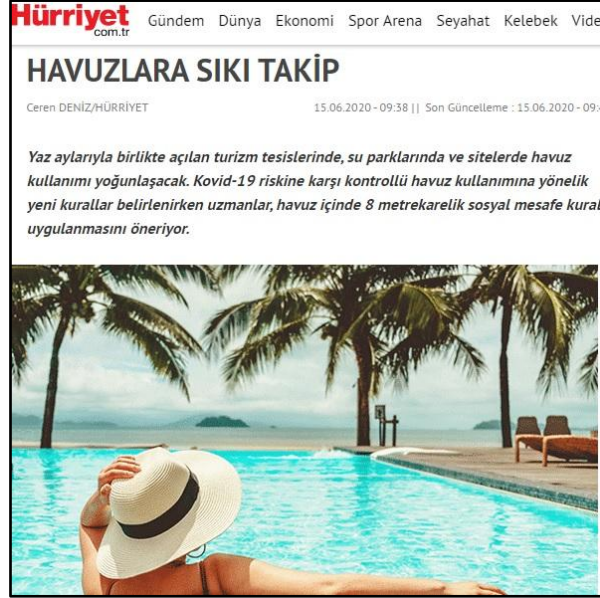 Hürriyet
.com.tr
Gündem Dünya Ekonomi Spor Arena Seyahat Kelebek
HAVUZLARA SIKI TAKİP
Ceren DENİZ/HÜRRİYET 15.06.2020 - 09:38 || Son Güncelleme : 15.06.2020 - 09:
Yaz aylarıyla birlikte açılan turizm tesislerinde, su parklarında ve sitelerde havuz
kullanımı yoğunlaşacak. Kovid-19 riskine karşı kontrollü havuz kullanımına yönelik
yeni kurallar belirlenirken uzmanlar, havuz içinde 8 metrekarelik sosyal mesafe kural
uygulanmasını öneriyor.